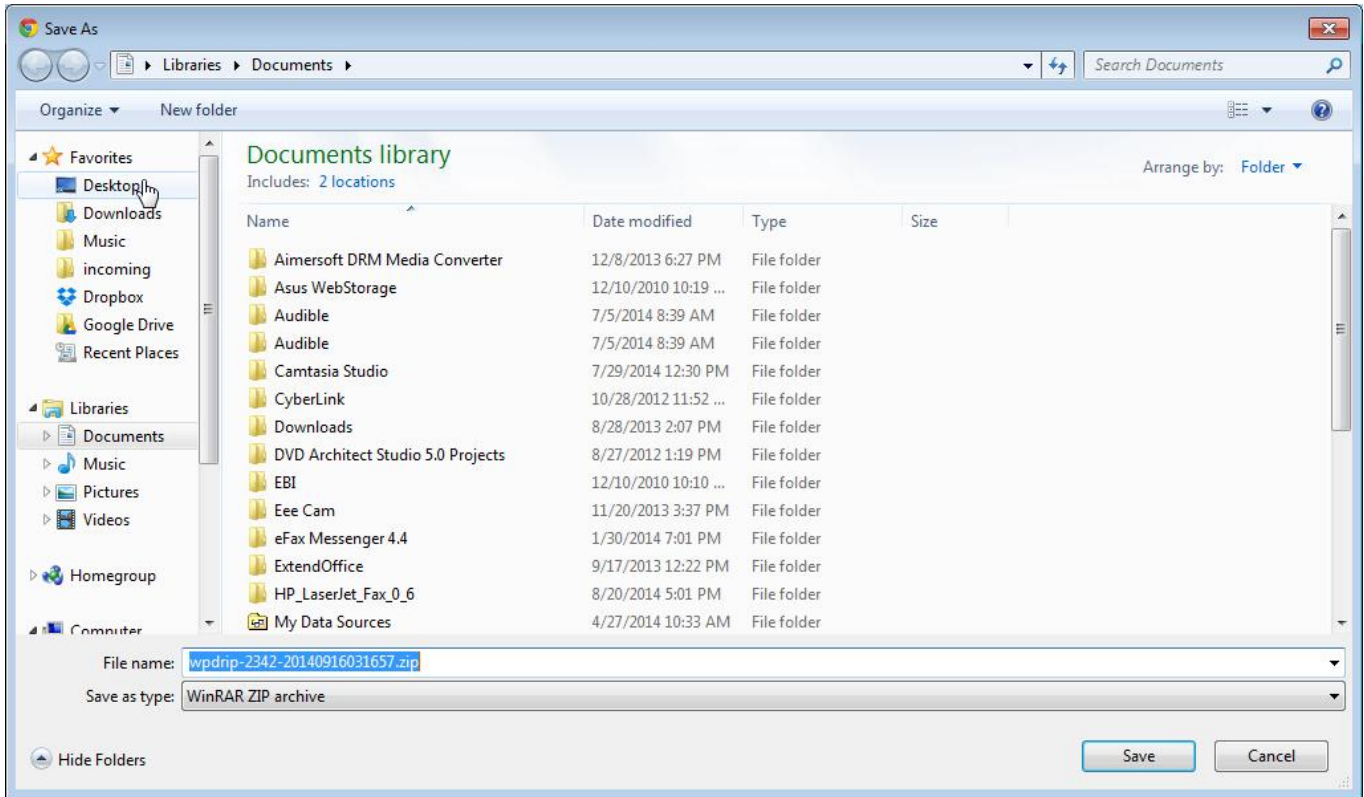 Save As
Libraries Documents
Search Documents
Organize New folder
Favorites
Desktop
Downloads
Music
incoming
Dropbox
Google Drive
Recent Places
Libraries
Documents
Music
Pictures
Videos
Homegroup
Computer
Documents library
Includes: 2 locations
Arrange by: Folder
Name Date modified Type Size
Aimersoft DRM Media Converter 12/8/2013 6:27 PM File folder
Asus WebStorage 12/10/2010 10:19 ... File folder
Audible 7/5/2014 8:39 AM File folder
Audible 7/5/2014 8:39 AM File folder
Camtasia Studio 7/29/2014 12:30 PM File folder
CyberLink 10/28/2012 11:52 ... File folder
Downloads 8/28/2013 2:07 PM File folder
DVD Architect Studio 5.0 Projects 8/27/2012 1:19 PM File folder
EBI 12/10/2010 10:10 ... File folder
Eee Cam 11/20/2013 3:37 PM File folder
eFax Messenger 4.4 1/30/2014 7:01 PM File folder
ExtendOffice 9/17/2013 12:22 PM File folder
HP_LaserJet_Fax_0_6 8/20/2014 5:01 PM File folder
My Data Sources 4/27/2014 10:33 AM File folder
File name: wpdrip-2342-20140916031657.zip
Save as type: WinRAR ZIP archive
Hide Folders
Save Cancel